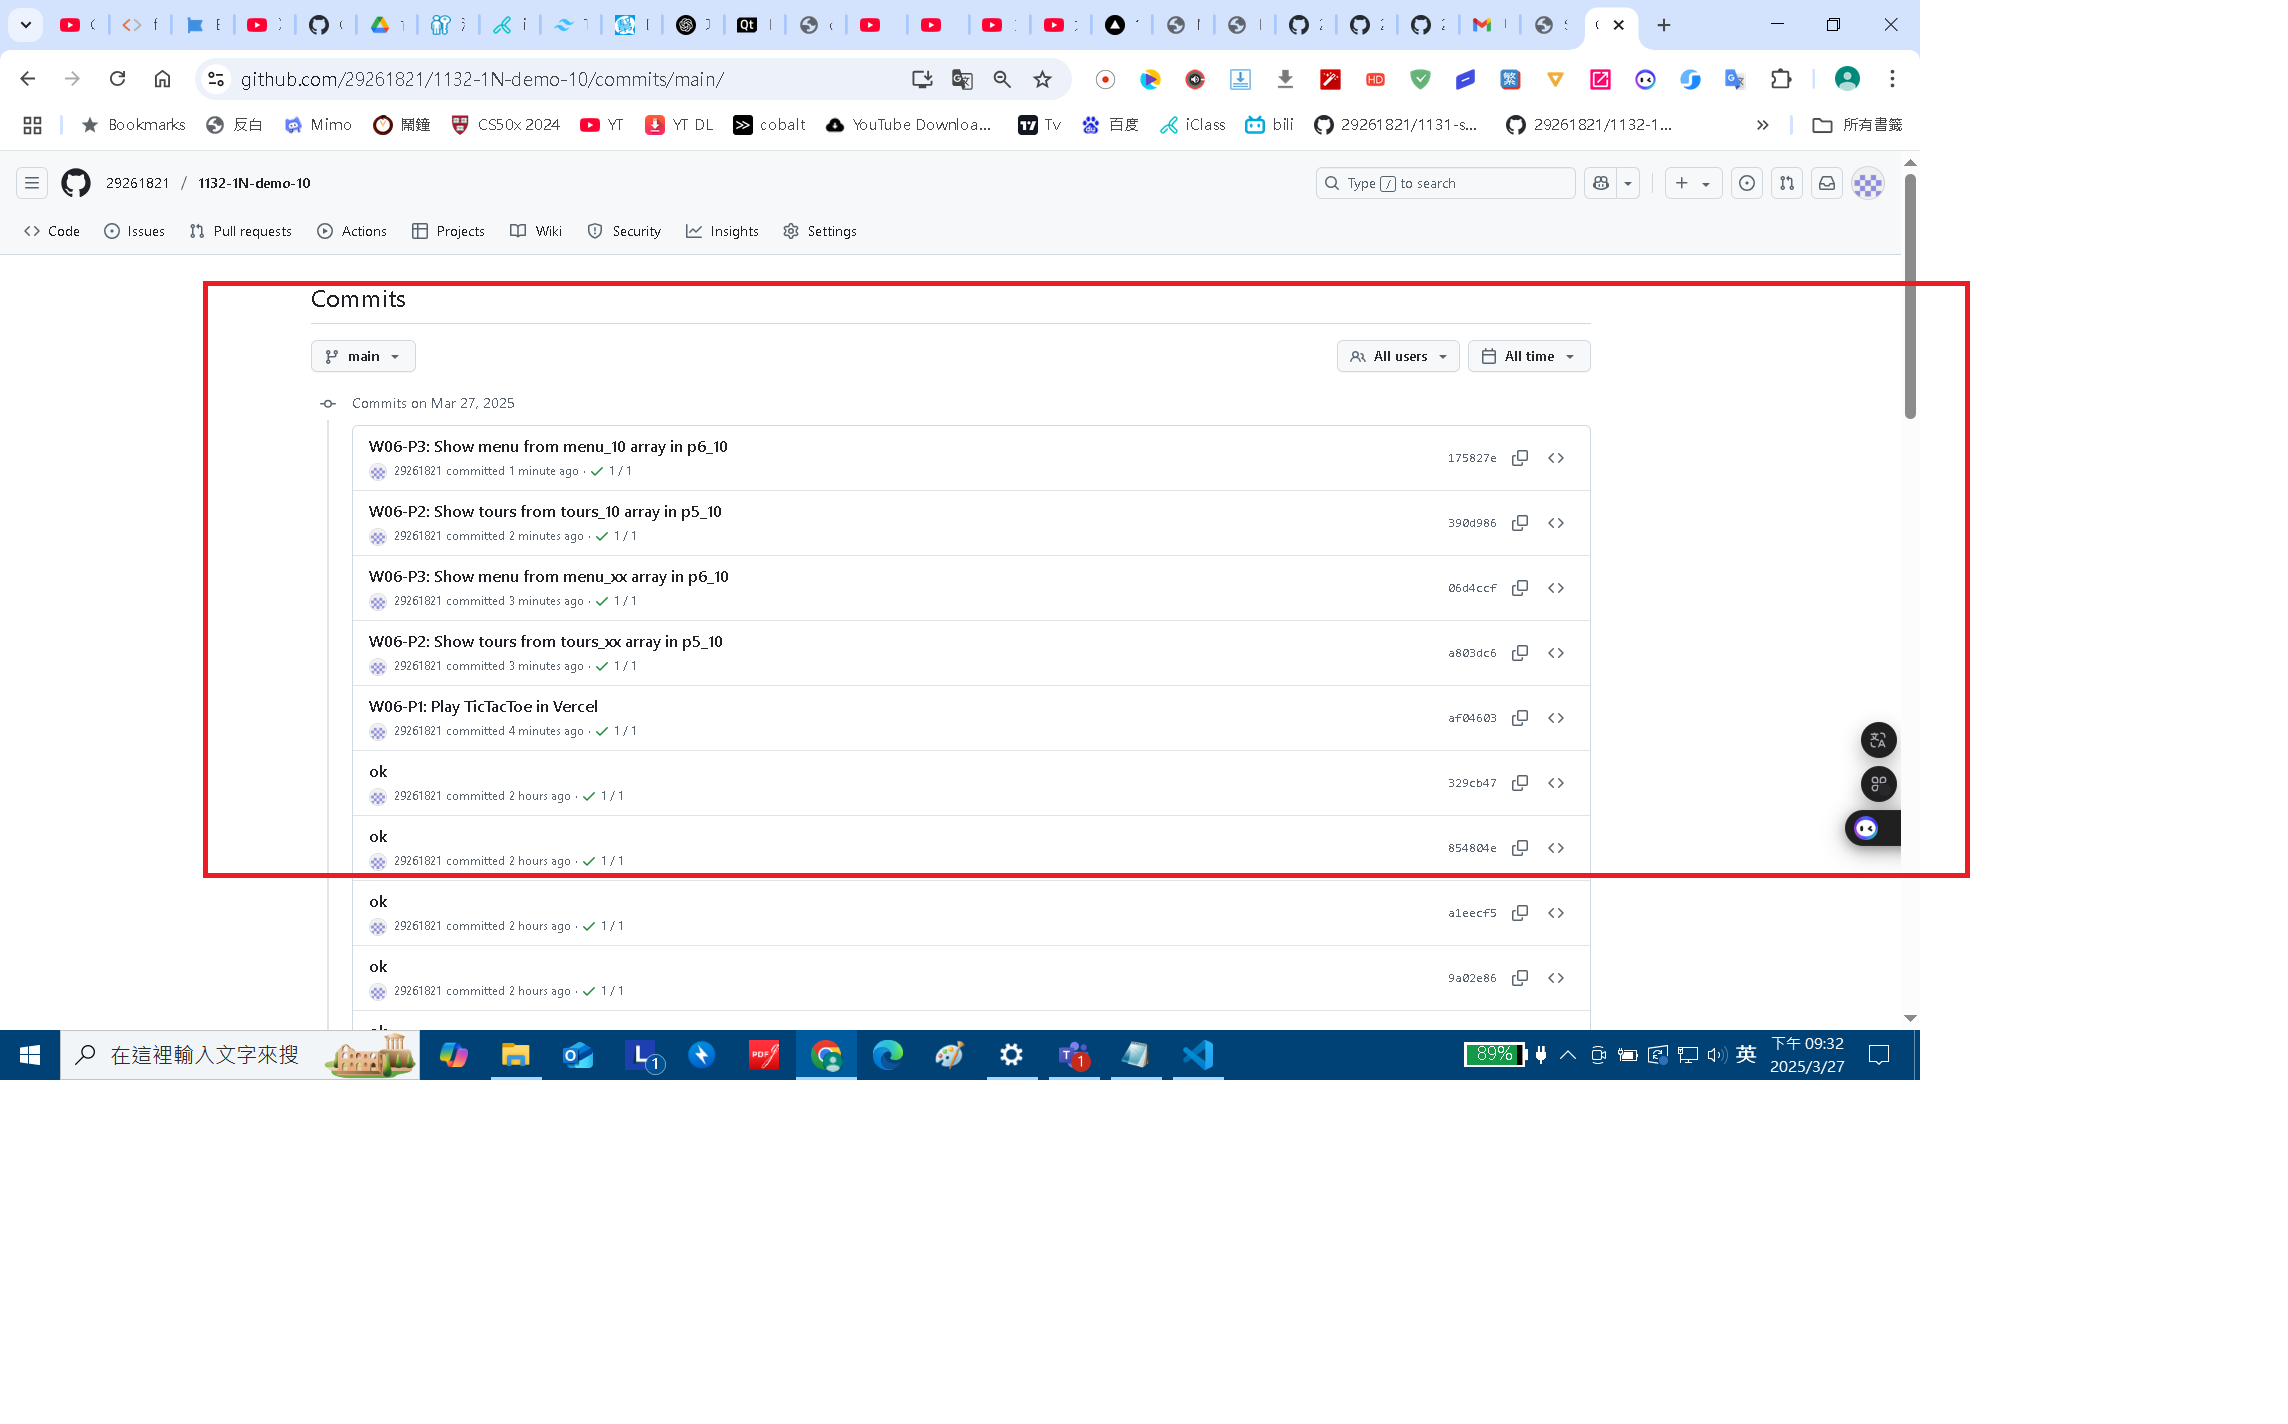 github.com/29261821/1132-1N-demo-10/commits/main/
Bookmarks 反白 Mimo 鬧鐘 CS50x 2024 YT YT DL cobalt YouTube Downloa... Tv 百度 iClass bili 29261821/1131-s... 29261821/1132-1... 所有書籤
29261821 / 1132-1N-demo-10 Type / to search
Code Issues Pull requests Actions Projects Wiki Security Insights Settings
Commits
main All users All time
Commits on Mar 27, 2025
W06-P3: Show menu from menu_10 array in p6_10
29261821 committed 1 minute ago · 1 / 1
175827e
W06-P2: Show tours from tours_10 array in p5_10
29261821 committed 2 minutes ago · 1 / 1
390d986
W06-P3: Show menu from menu_xx array in p6_10
29261821 committed 3 minutes ago · 1 / 1
06d4ccf
W06-P2: Show tours from tours_xx array in p5_10
29261821 committed 3 minutes ago · 1 / 1
a803dc6
W06-P1: Play TicTacToe in Vercel
29261821 committed 4 minutes ago · 1 / 1
af04603
ok
29261821 committed 2 hours ago · 1 / 1
329cb47
ok
29261821 committed 2 hours ago · 1 / 1
854804e
ok
29261821 committed 2 hours ago · 1 / 1
a1eecf5
ok
29261821 committed 2 hours ago · 1 / 1
9a02e86
在這裡輸入文字來搜
89%
英
下午 09:32
2025/3/27